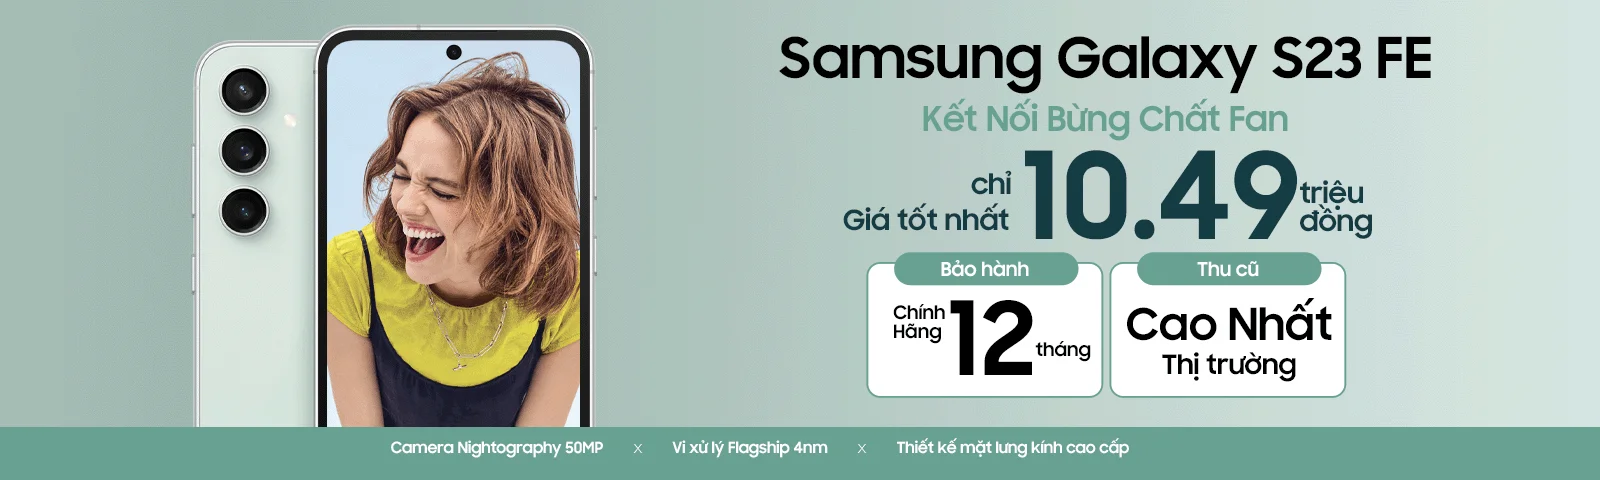 Samsung Galaxy S23 FE
Kết Nối Bừng Chất Fan
chỉ
Giá tốt nhất
10.49
triệu
đồng
Bảo hành
Chính
Hãng
12
tháng
Thu cũ
Cao Nhất
Thị trường
Camera Nightography 50MP x Vi xử lý Flagship 4nm x Thiết kế mặt lưng kính cao cấp